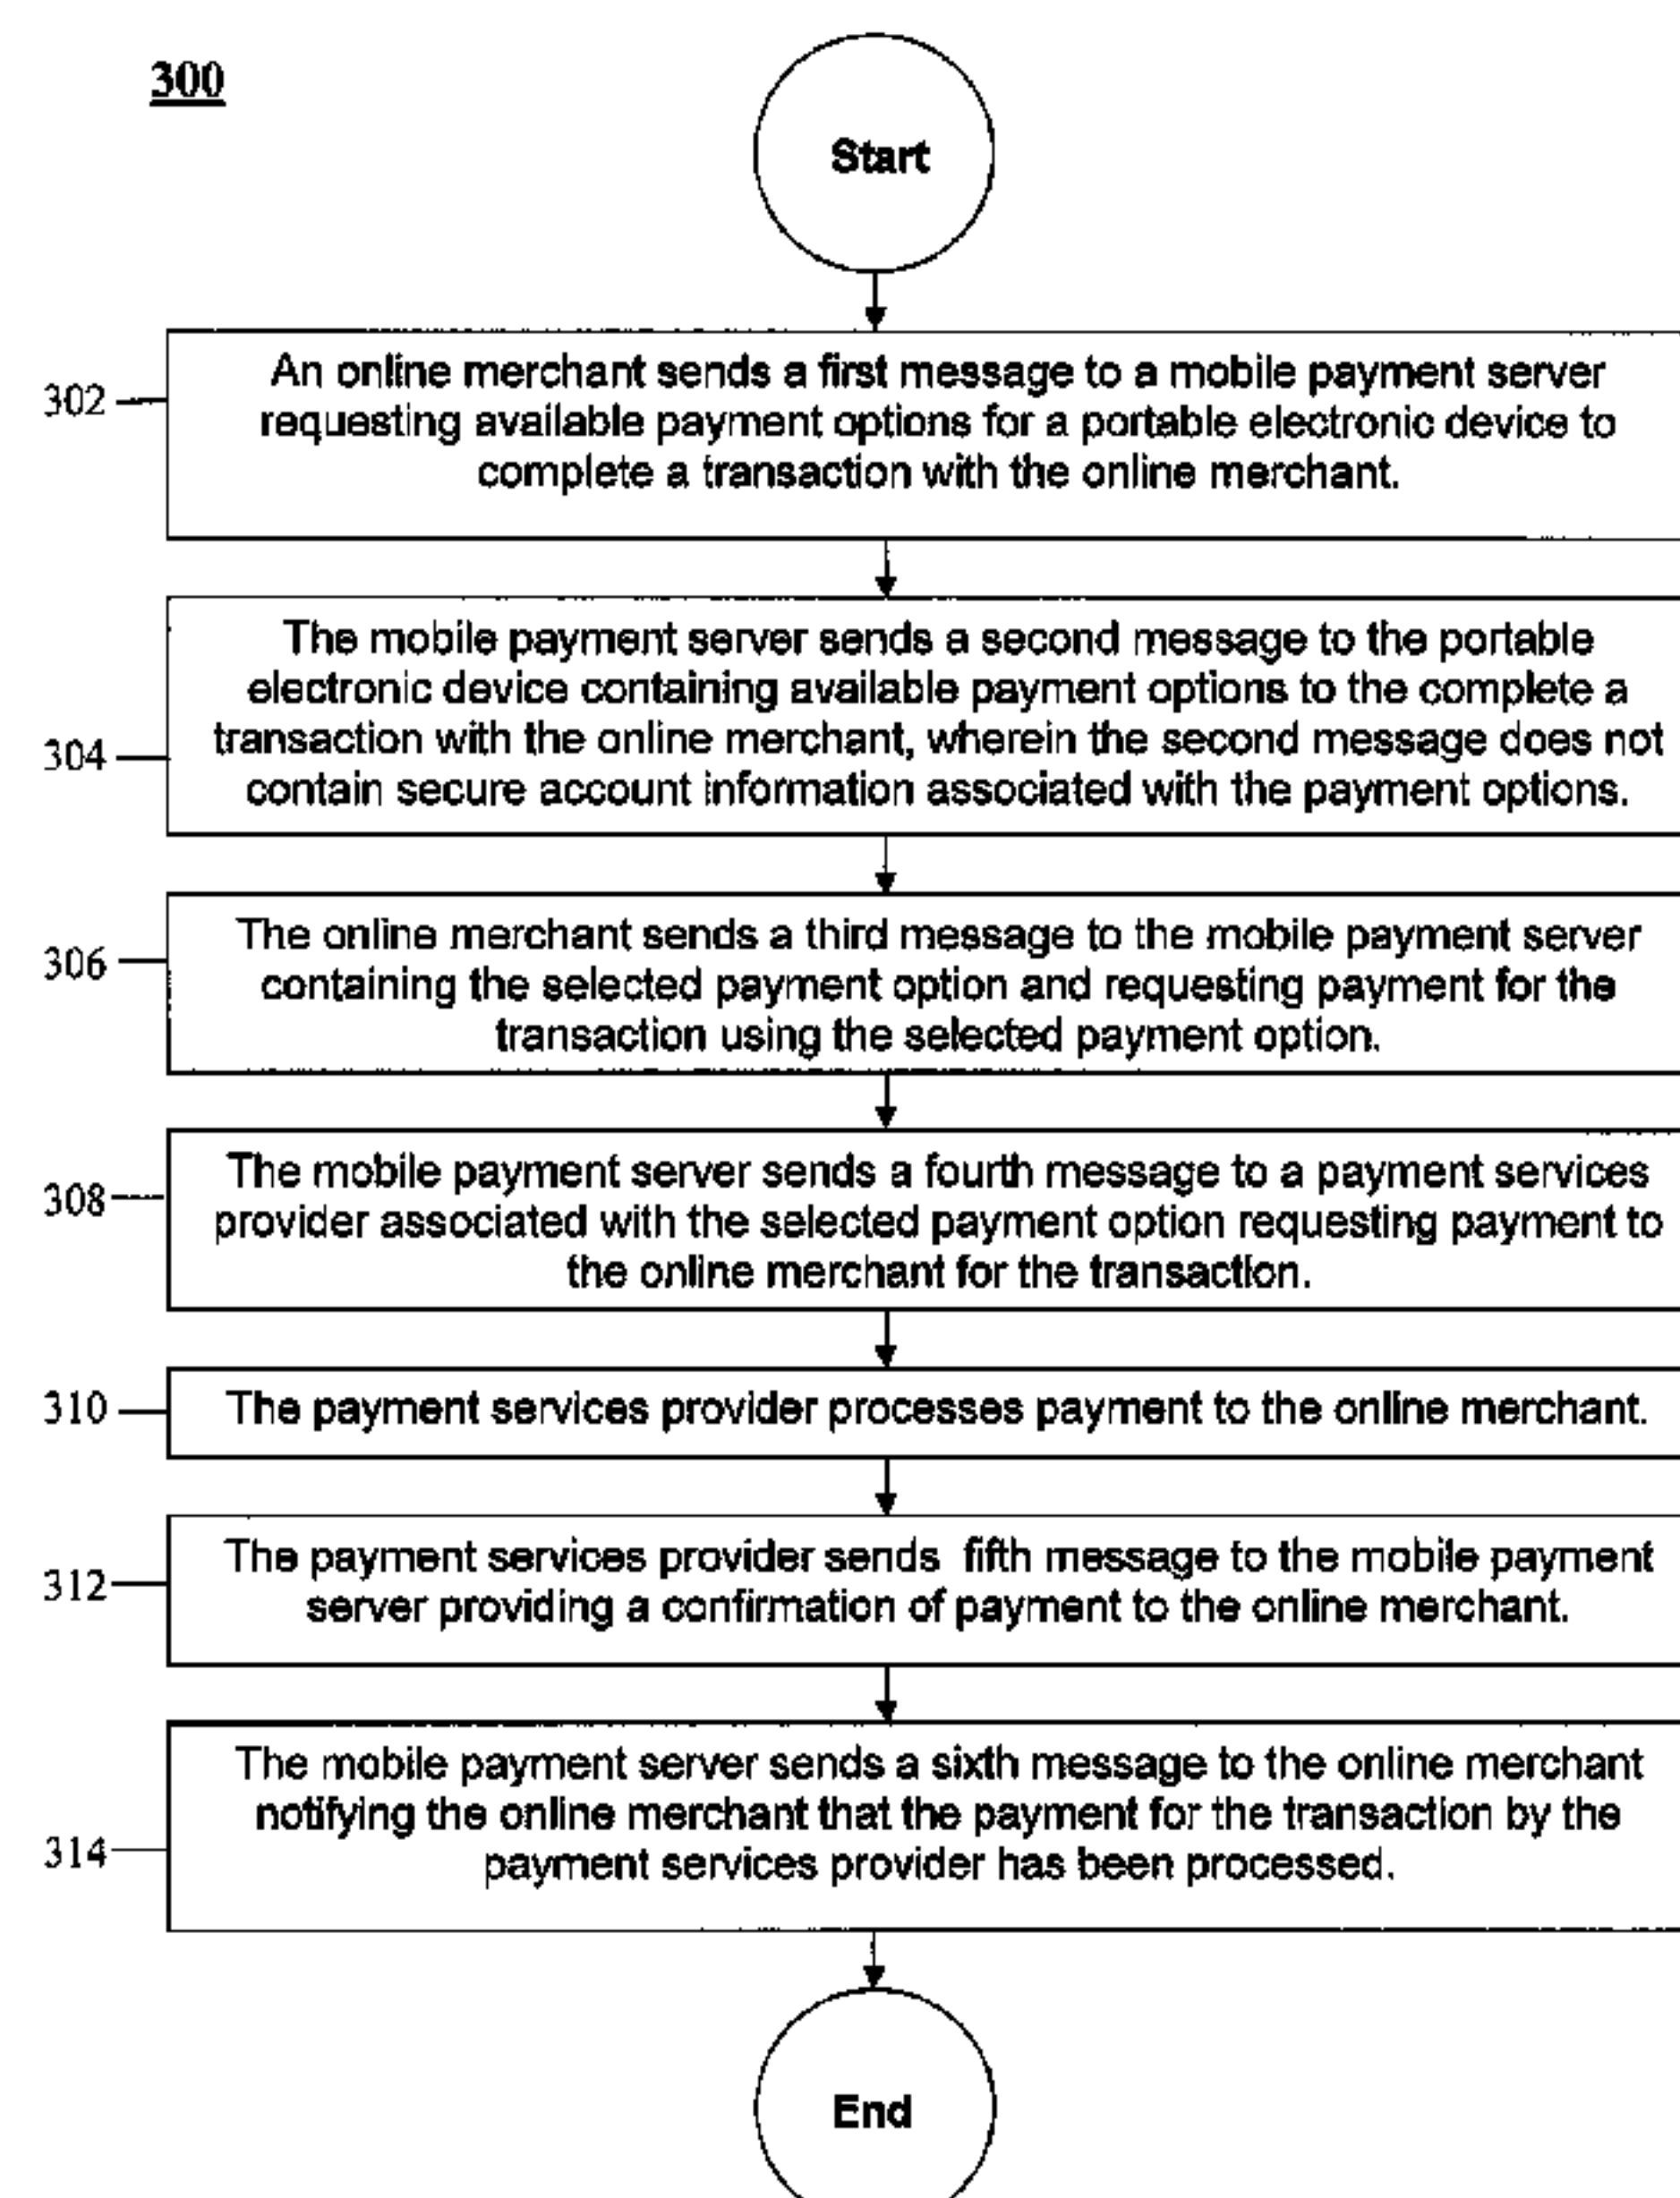 300
Start
302
An online merchant sends a first message to a mobile payment server
requesting available payment options for a portable electronic device to
complete a transaction with the online merchant.
304
The mobile payment server sends a second message to the portable
electronic device containing available payment options to the complete a
transaction with the online merchant, wherein the second message does not
contain secure account information associated with the payment options.
306
The online merchant sends a third message to the mobile payment server
containing the selected payment option and requesting payment for the
transaction using the selected payment option.
308
The mobile payment server sends a fourth message to a payment services
provider associated with the selected payment option requesting payment to
the online merchant for the transaction.
310
The payment services provider processes payment to the online merchant.
312
The payment services provider sends fifth message to the mobile payment
server providing a confirmation of payment to the online merchant.
314
The mobile payment server sends a sixth message to the online merchant
notifying the online merchant that the payment for the transaction by the
payment services provider has been processed.
End